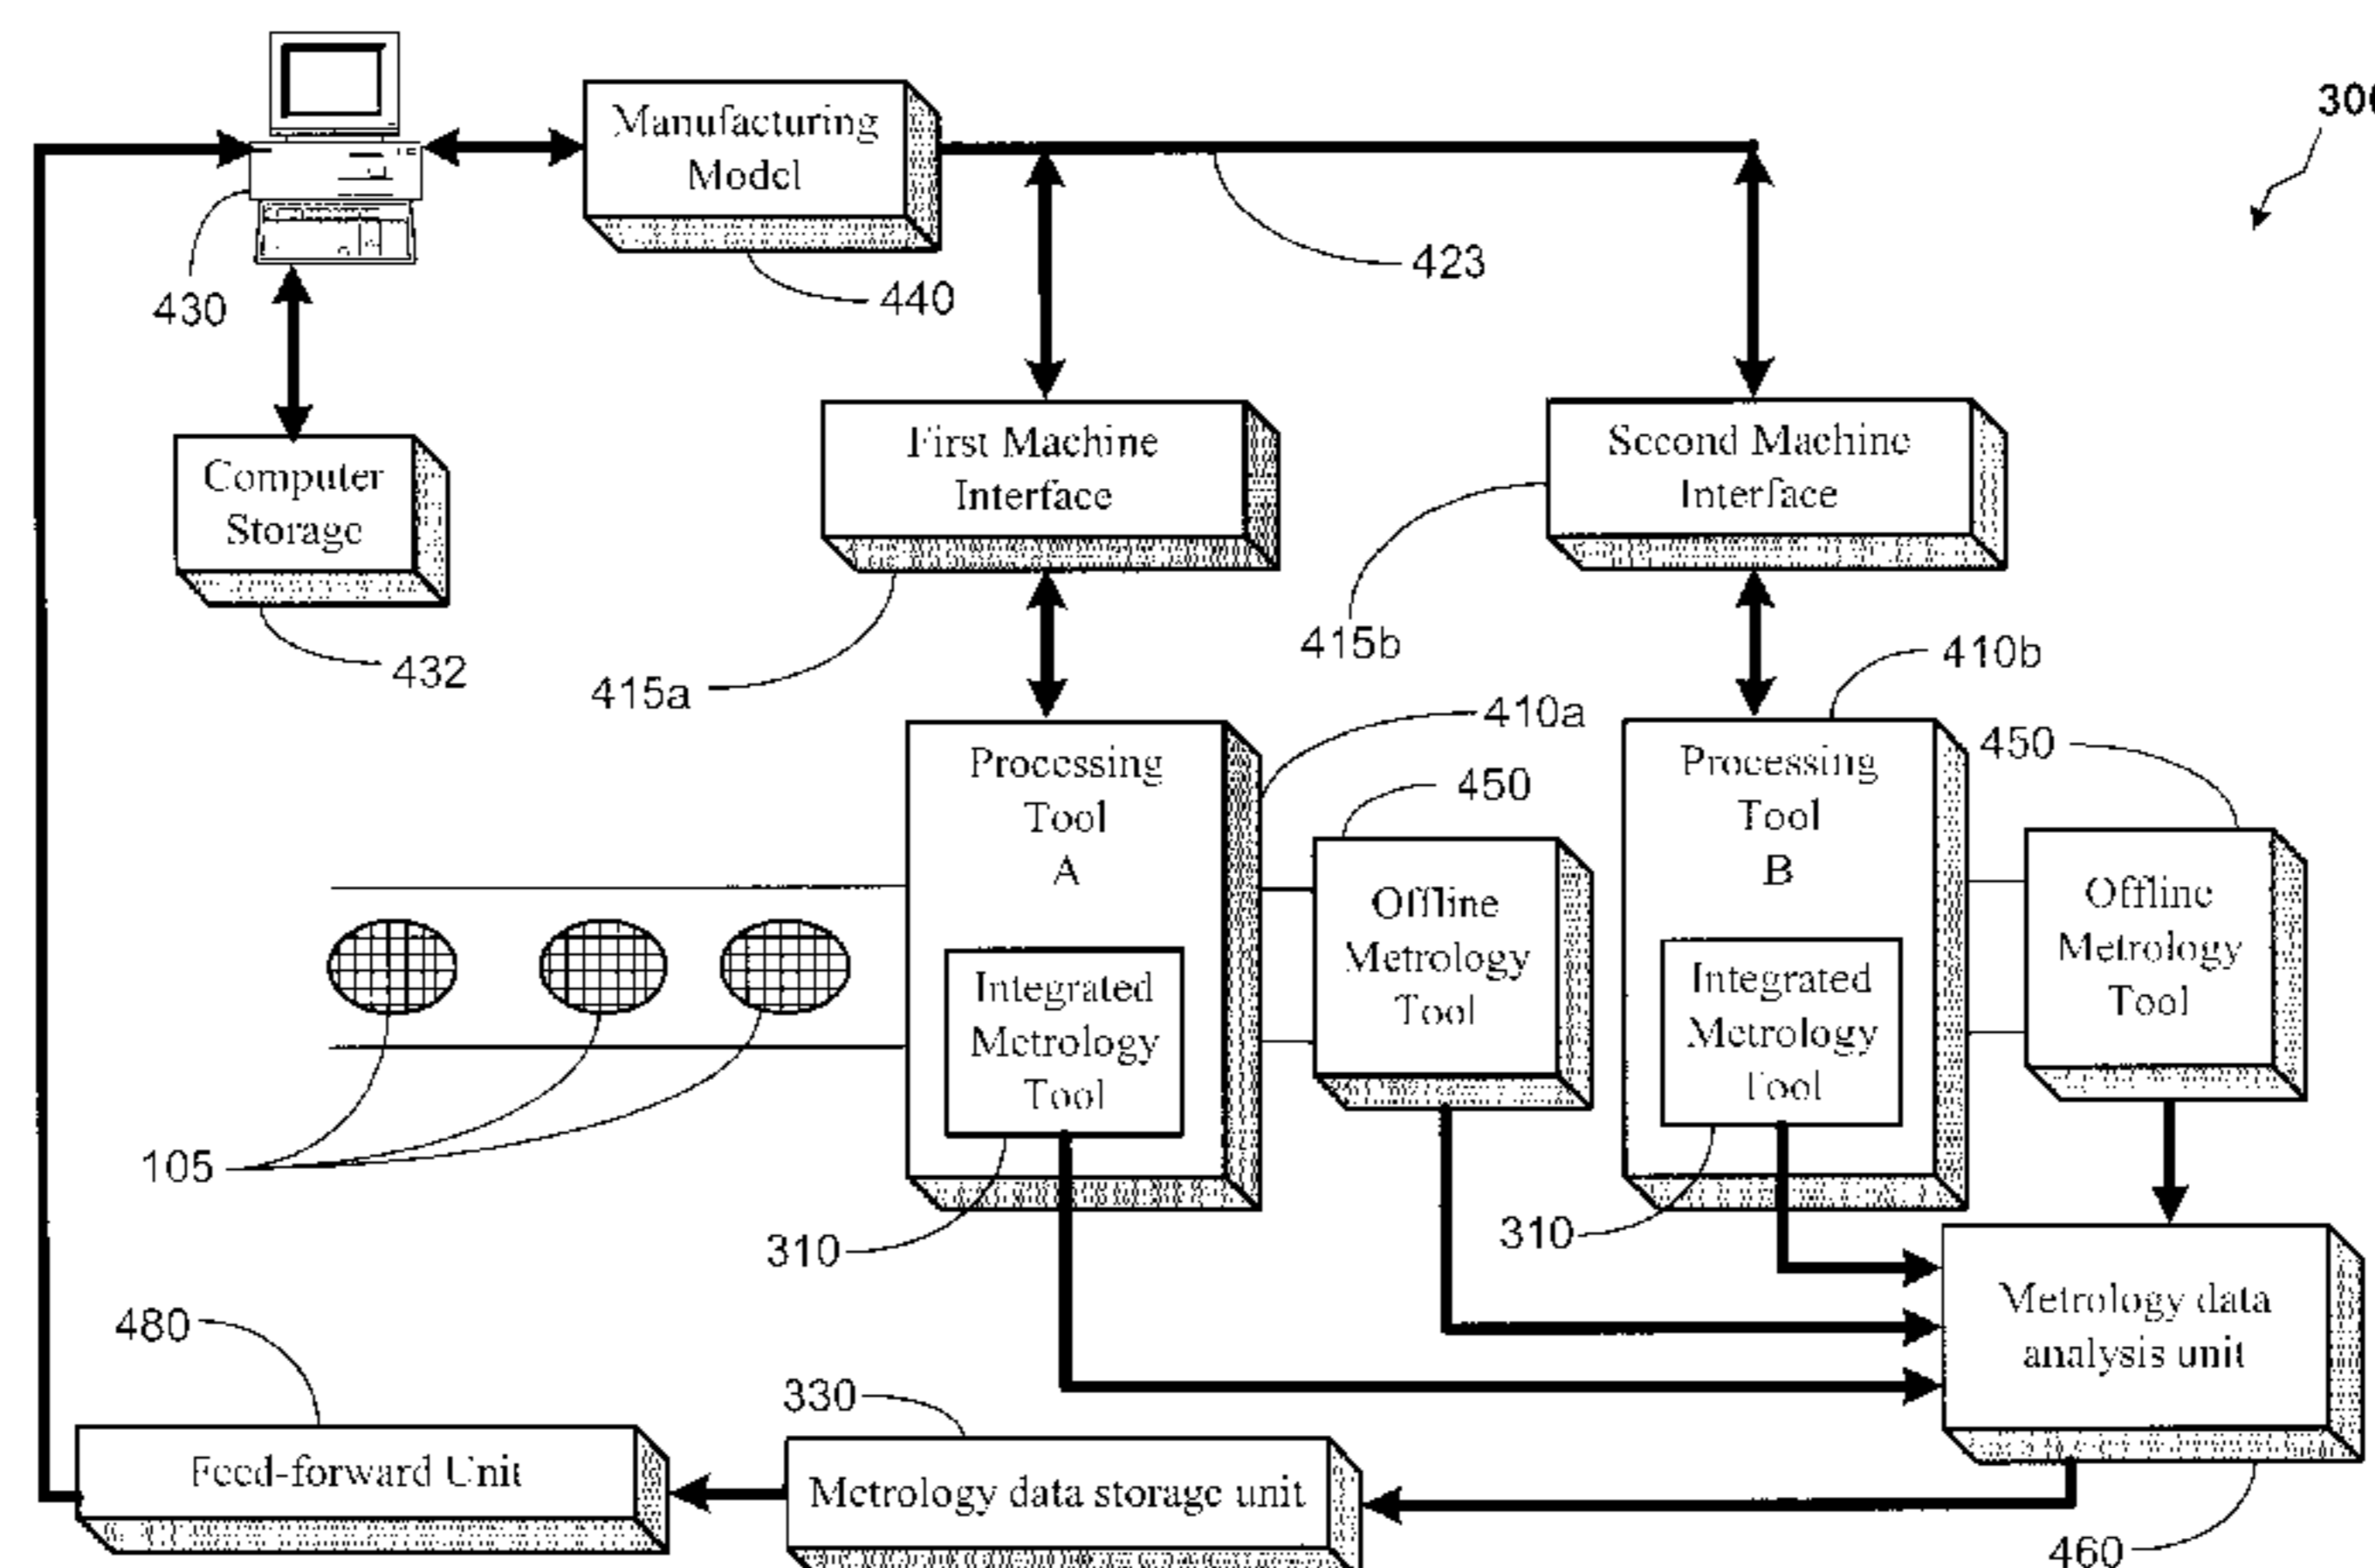 300
Manufacturing
Model
423
430
440
First Machine
Interface
Second Machine
Interface
Computer
Storage
432
415a
415b
410b
410a
450
450
Processing
Tool
A
Processing
Tool
B
Offline
Metrology
Tool
Offline
Metrology
Tool
Integrated
Metrology
Tool
Integrated
Metrology
Tool
105
310
310
Metrology data
analysis unit
480
330
Feed-forward Unit
Metrology data storage unit
460